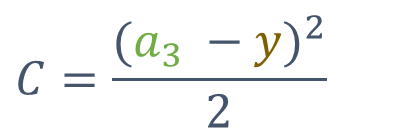 C = (a₃ − y)² / 2